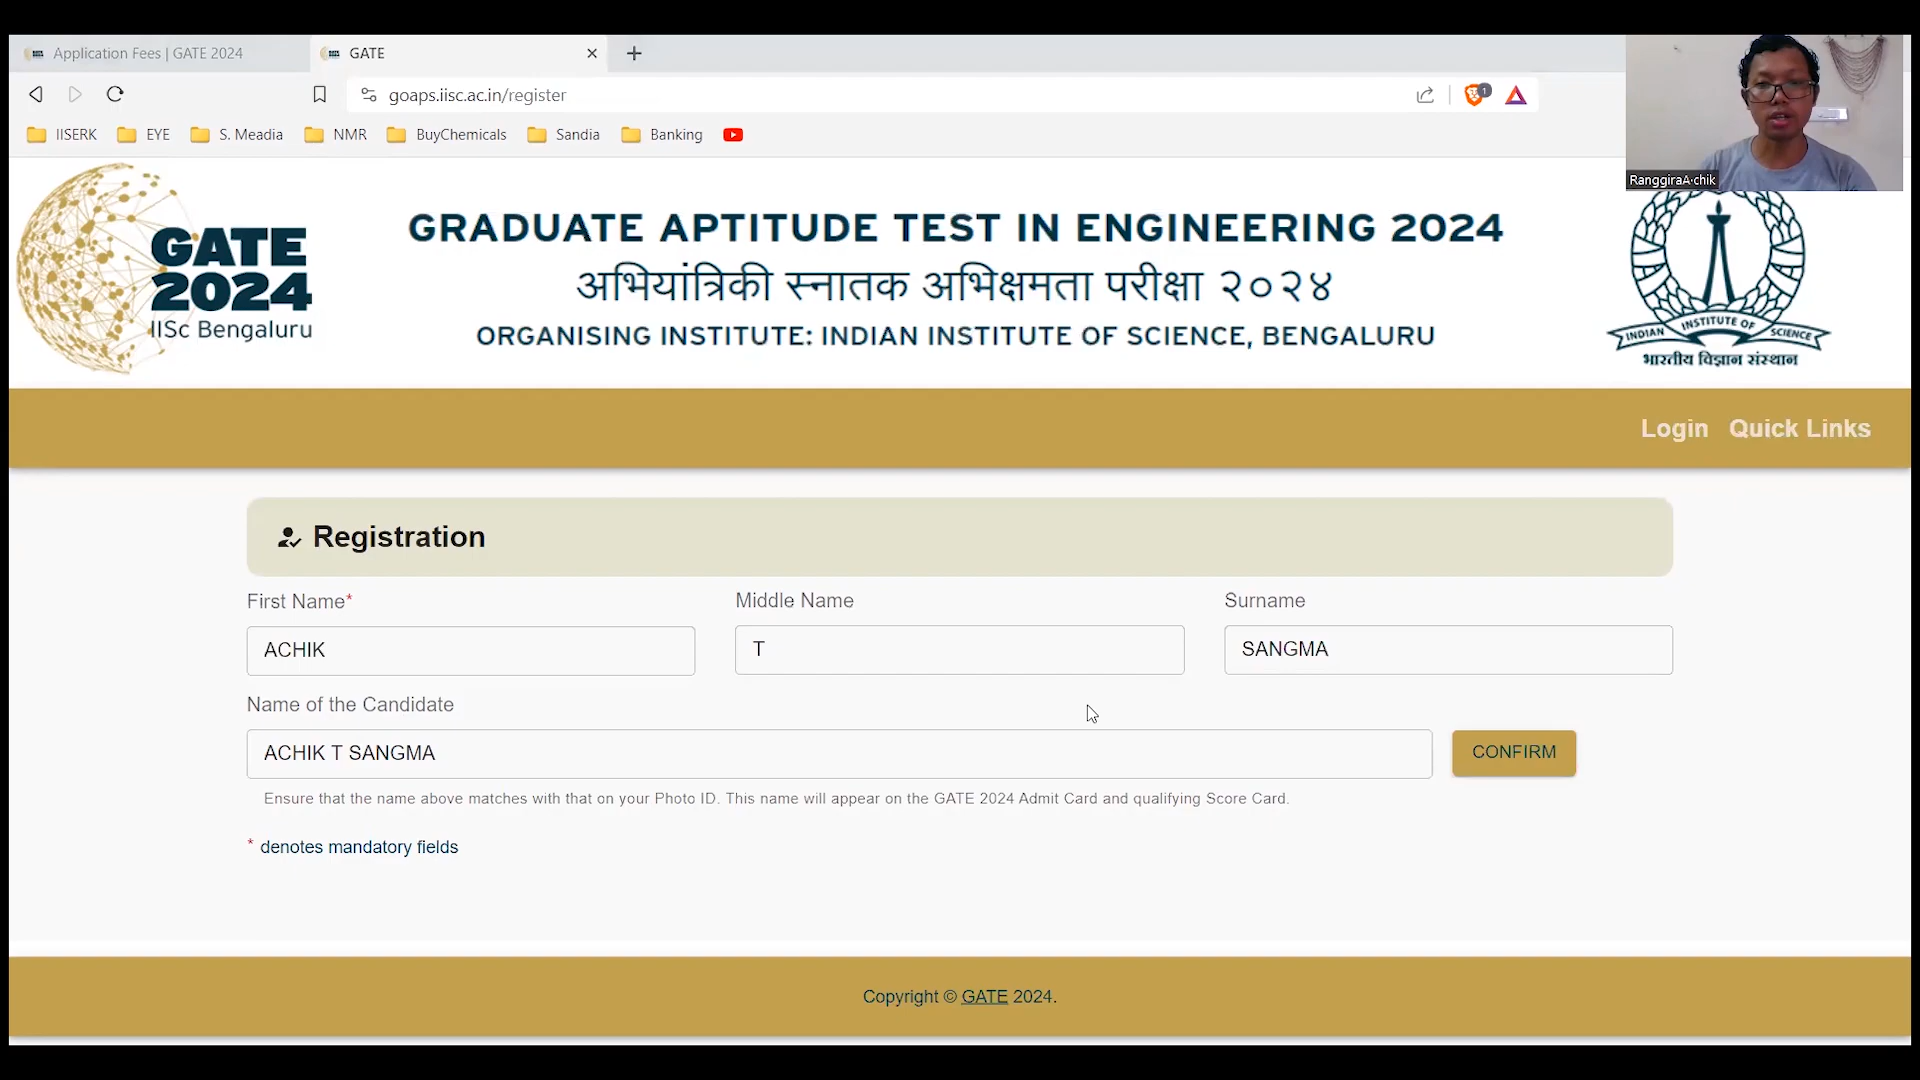 Application Fees | GATE 2024
GATE
goaps.iisc.ac.in/register
1
IISERK
EYE
S. Meadia
NMR
BuyChemicals
Sandia
Banking
RanggiraA·chik
GATE
2024
IISc Bengaluru
GRADUATE APTITUDE TEST IN ENGINEERING 2024
अभियांत्रिकी स्नातक अभिक्षमता परीक्षा २०२४
ORGANISING INSTITUTE: INDIAN INSTITUTE OF SCIENCE, BENGALURU
INDIAN INSTITUTE OF SCIENCE
भारतीय विज्ञान संस्थान
Login Quick Links
Registration
First Name*
Middle Name
Surname
ACHIK
T
SANGMA
Name of the Candidate
ACHIK T SANGMA
CONFIRM
Ensure that the name above matches with that on your Photo ID. This name will appear on the GATE 2024 Admit Card and qualifying Score Card.
* denotes mandatory fields
Copyright © GATE 2024.